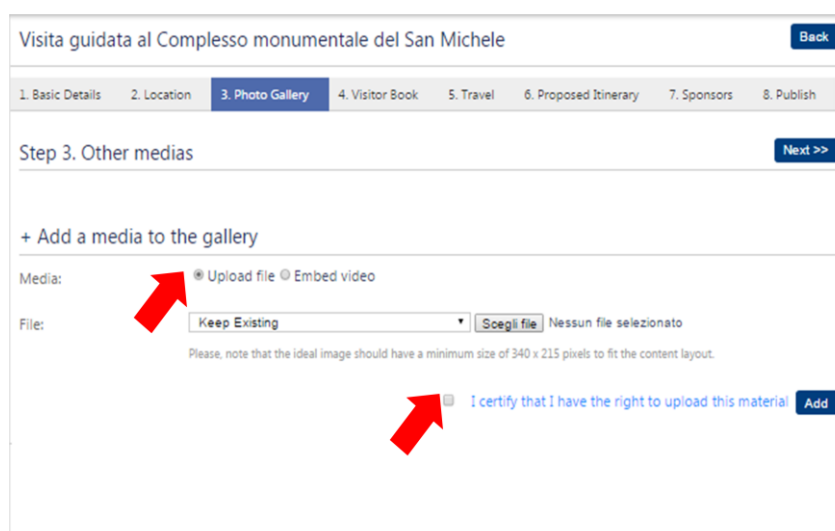 Visita guidata al Complesso monumentale del San Michele Back
1. Basic Details 2. Location 3. Photo Gallery 4. Visitor Book 5. Travel 6. Proposed Itinerary 7. Sponsors 8. Publish
Step 3. Other medias Next >>
+ Add a media to the gallery
Media: Upload file Embed video
File: Keep Existing Scegli file Nessun file selezionato
Please, note that the ideal image should have a minimum size of 340 x 215 pixels to fit the content layout.
I certify that I have the right to upload this material Add